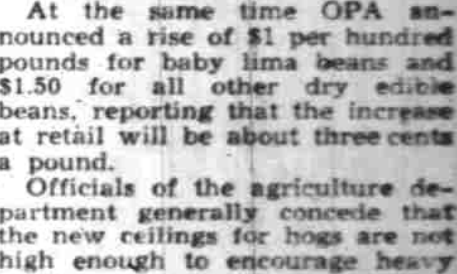 At the same time OPA an-
nounced a rise of $1 per hundred
pounds for baby lima beans and
$1.50 for all other dry edible
beans, reporting that the increase
at retail will be about three cents
a pound.
Officials of the agriculture de-
partment generally concede that
the new ceilings for hogs are not
high enough to encourage heavy